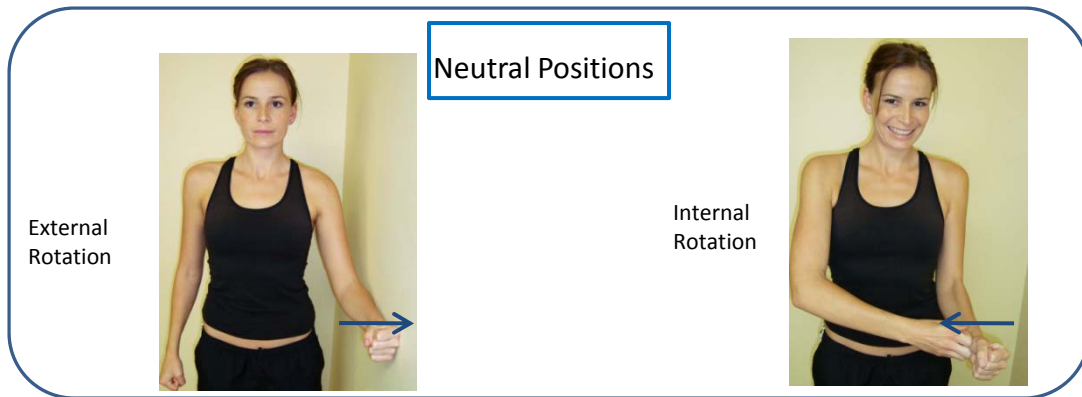 Neutral Positions
External
Rotation
Internal
Rotation